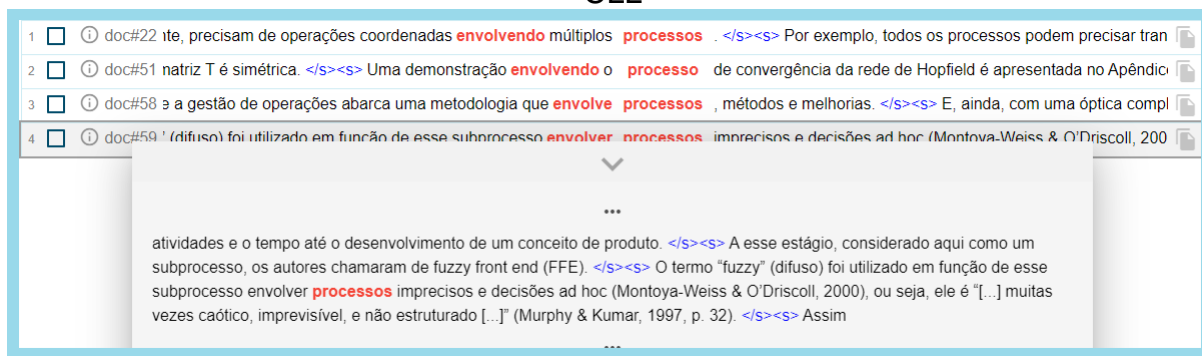 1 doc#22 nte, precisam de operações coordenadas envolvendo múltiplos processos . </s><s> Por exemplo, todos os processos podem precisar tran
2 doc#51 natriz T é simétrica. </s><s> Uma demonstração envolvendo o processo de convergência da rede de Hopfield é apresentada no Apêndic
3 doc#58 e a gestão de operações abarca uma metodologia que envolve processos , métodos e melhorias. </s><s> E, ainda, com uma óptica compl
4 doc#59 ' (difuso) foi utilizado em função de esse subprocesso envolver processos imprecisos e decisões ad hoc (Montoya-Weiss & O'Driscoll, 200
...
atividades e o tempo até o desenvolvimento de um conceito de produto. </s><s> A esse estágio, considerado aqui como um
subprocesso, os autores chamaram de fuzzy front end (FFE). </s><s> O termo “fuzzy” (difuso) foi utilizado em função de esse
subprocesso envolver processos imprecisos e decisões ad hoc (Montoya-Weiss & O’Driscoll, 2000), ou seja, ele é “[...] muitas
vezes caótico, imprevisível, e não estruturado [...]” (Murphy & Kumar, 1997, p. 32). </s><s> Assim
...